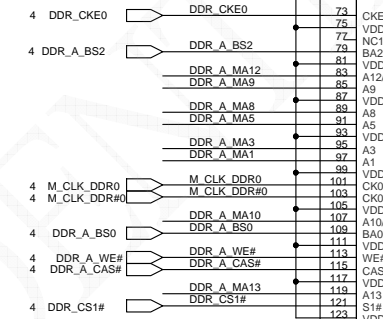 4 DDR_CKE0 DDR_CKE0 73 CKE
75 VDD
77 NC1
4 DDR_A_BS2 DDR_A_BS2 79 BA2
81 VDD
DDR_A_MA12 83 A12/
DDR_A_MA9 85 A9
87 VDD
DDR_A_MA8 89 A8
DDR_A_MA5 91 A5
93 VDD
DDR_A_MA3 95 A3
DDR_A_MA1 97 A1
99 VDD
4 M_CLK_DDR0 M_CLK_DDR0 101 CK0
4 M_CLK_DDR#0 M_CLK_DDR#0 103 CK0
105 VDD
DDR_A_MA10 107 A10/
4 DDR_A_BS0 DDR_A_BS0 109 BA0
111 VDD
4 DDR_A_WE# DDR_A_WE# 113 WE#
4 DDR_A_CAS# DDR_A_CAS# 115 CAS
117 VDD
DDR_A_MA13 119 A13
4 DDR_CS1# DDR_CS1# 121 S1#
123 VDD